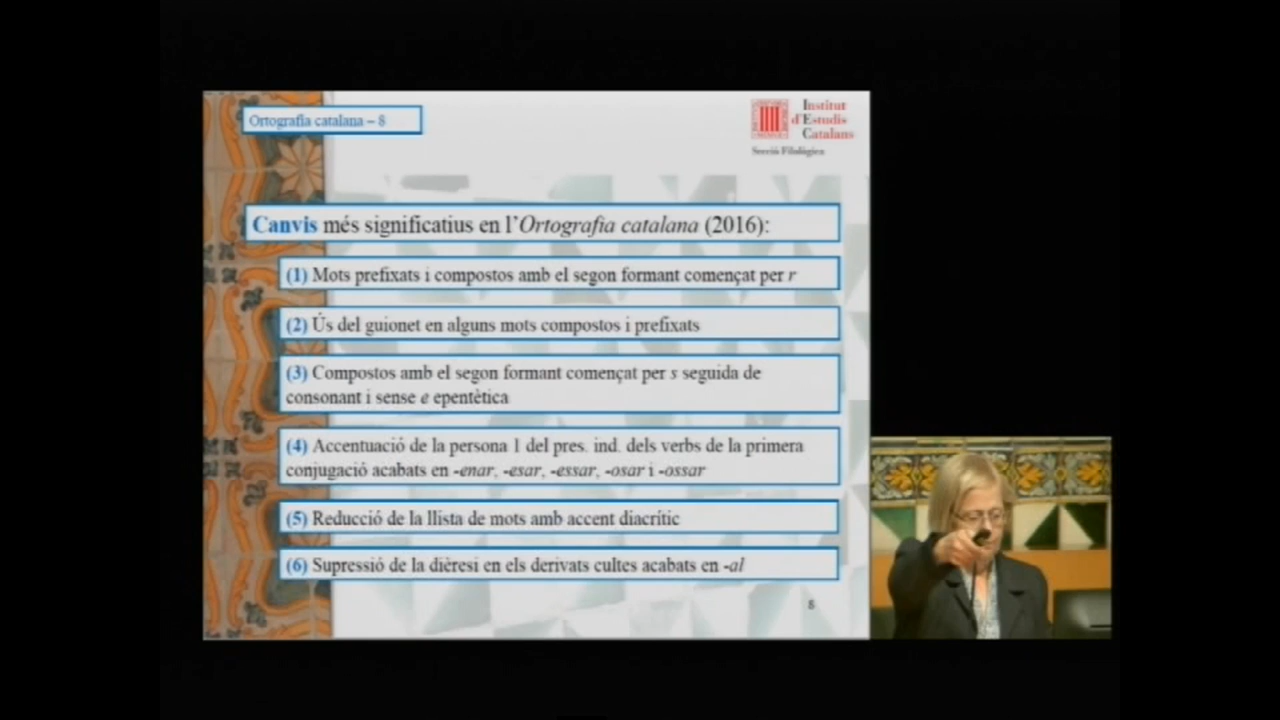 Ortografia catalana – 8
Institut
d'Estudis
Catalans
Secció Filològica
Canvis més significatius en l'Ortografia catalana (2016):
(1) Mots prefixats i compostos amb el segon formant començat per r
(2) Ús del guionet en alguns mots compostos i prefixats
(3) Compostos amb el segon formant començat per s seguida de
consonant i sense e epentètica
(4) Accentuació de la persona 1 del pres. ind. dels verbs de la primera
conjugació acabats en -enar, -esar, -essar, -osar i -ossar
(5) Reducció de la llista de mots amb accent diacrític
(6) Supressió de la dièresi en els derivats cultes acabats en -al
8